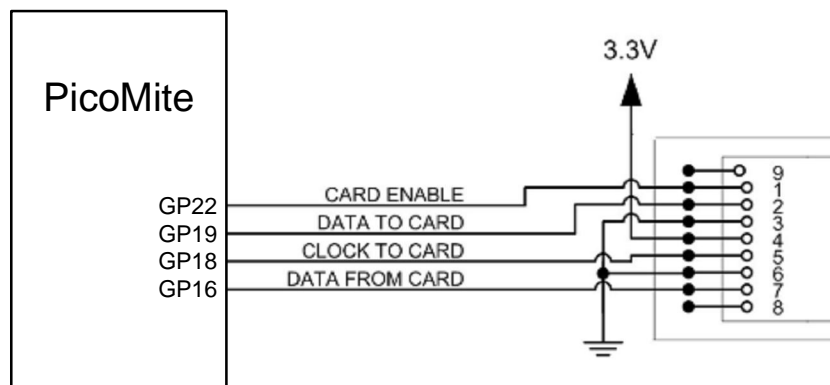 3.3V
PicoMite
GP22 CARD ENABLE
GP19 DATA TO CARD
GP18 CLOCK TO CARD
GP16 DATA FROM CARD
9
1
2
3
4
5
6
7
8